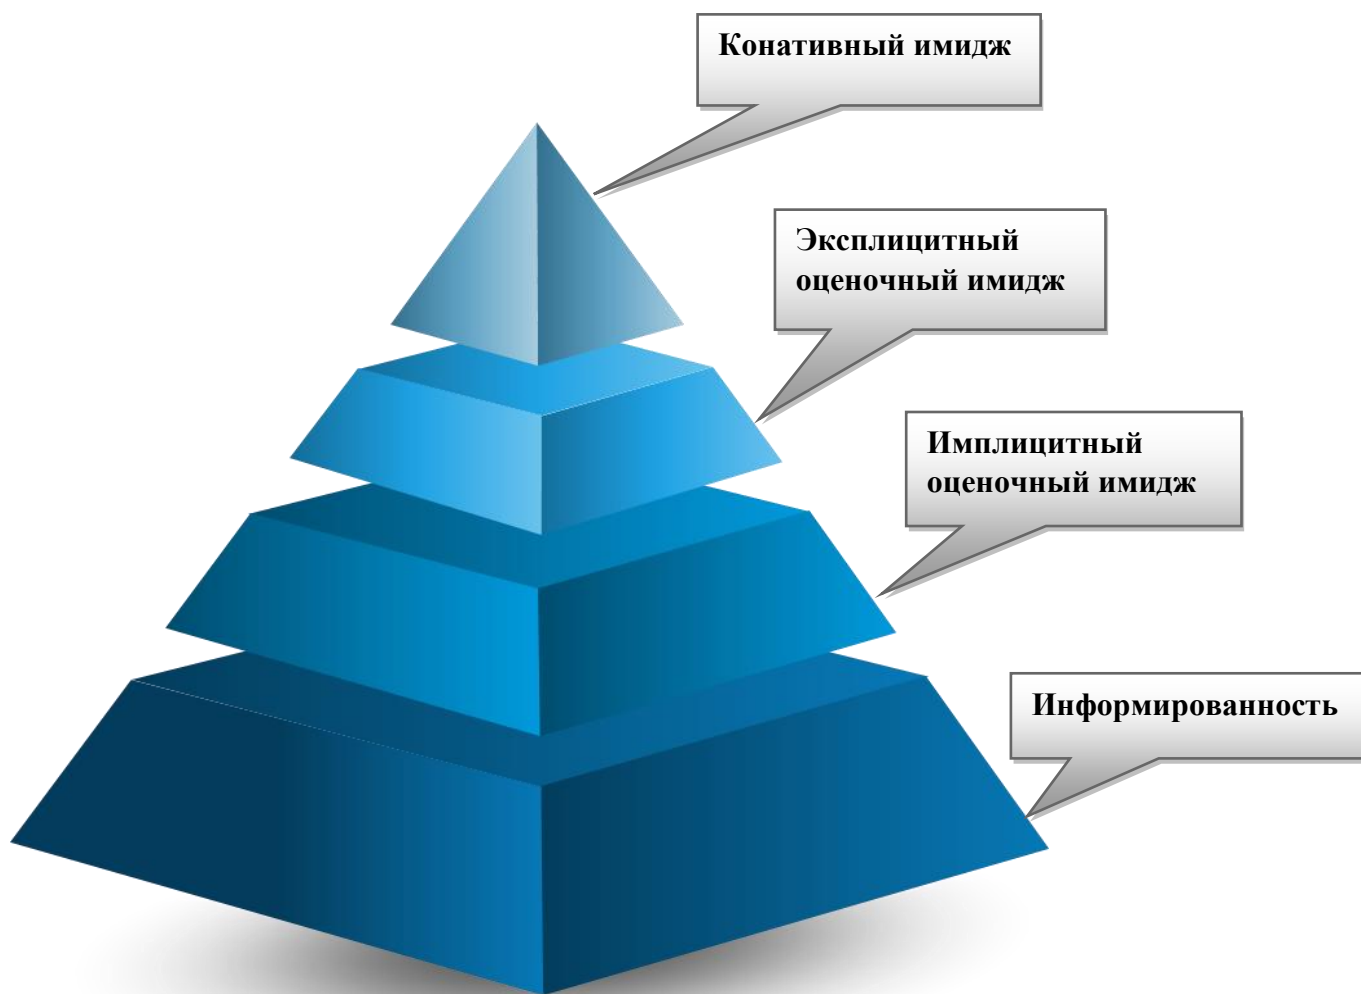 Конативный имидж
Эксплицитный
оценочный имидж
Имплицитный
оценочный имидж
Информированность